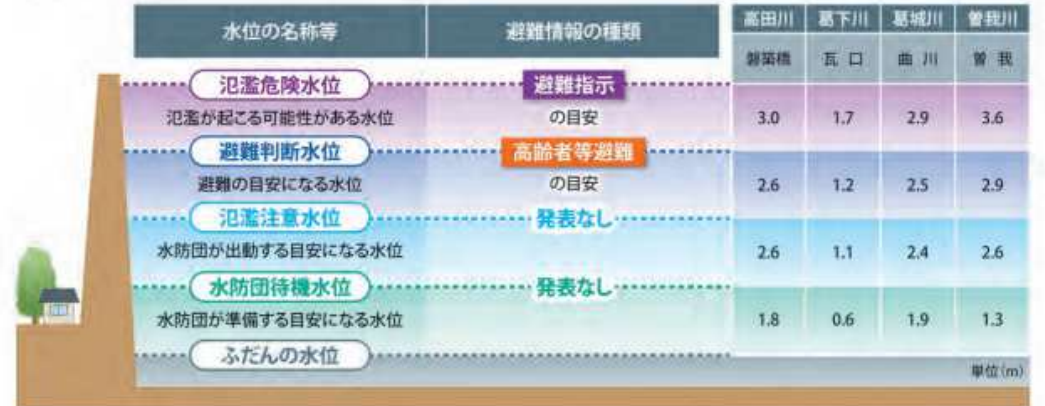 水位の名称等 避難情報の種類 高田川 葛下川 葛城川 曽我川
磐築橋 瓦口 曲川 曽我
氾濫危険水位 避難指示
氾濫が起こる可能性がある水位 の目安 3.0 1.7 2.9 3.6
避難判断水位 高齢者等避難
避難の目安になる水位 の目安 2.6 1.2 2.5 2.9
氾濫注意水位 発表なし
水防団が出動する目安になる水位 2.6 1.1 2.4 2.6
水防団待機水位 発表なし
水防団が準備する目安になる水位 1.8 0.6 1.9 1.3
ふだんの水位
単位(m)